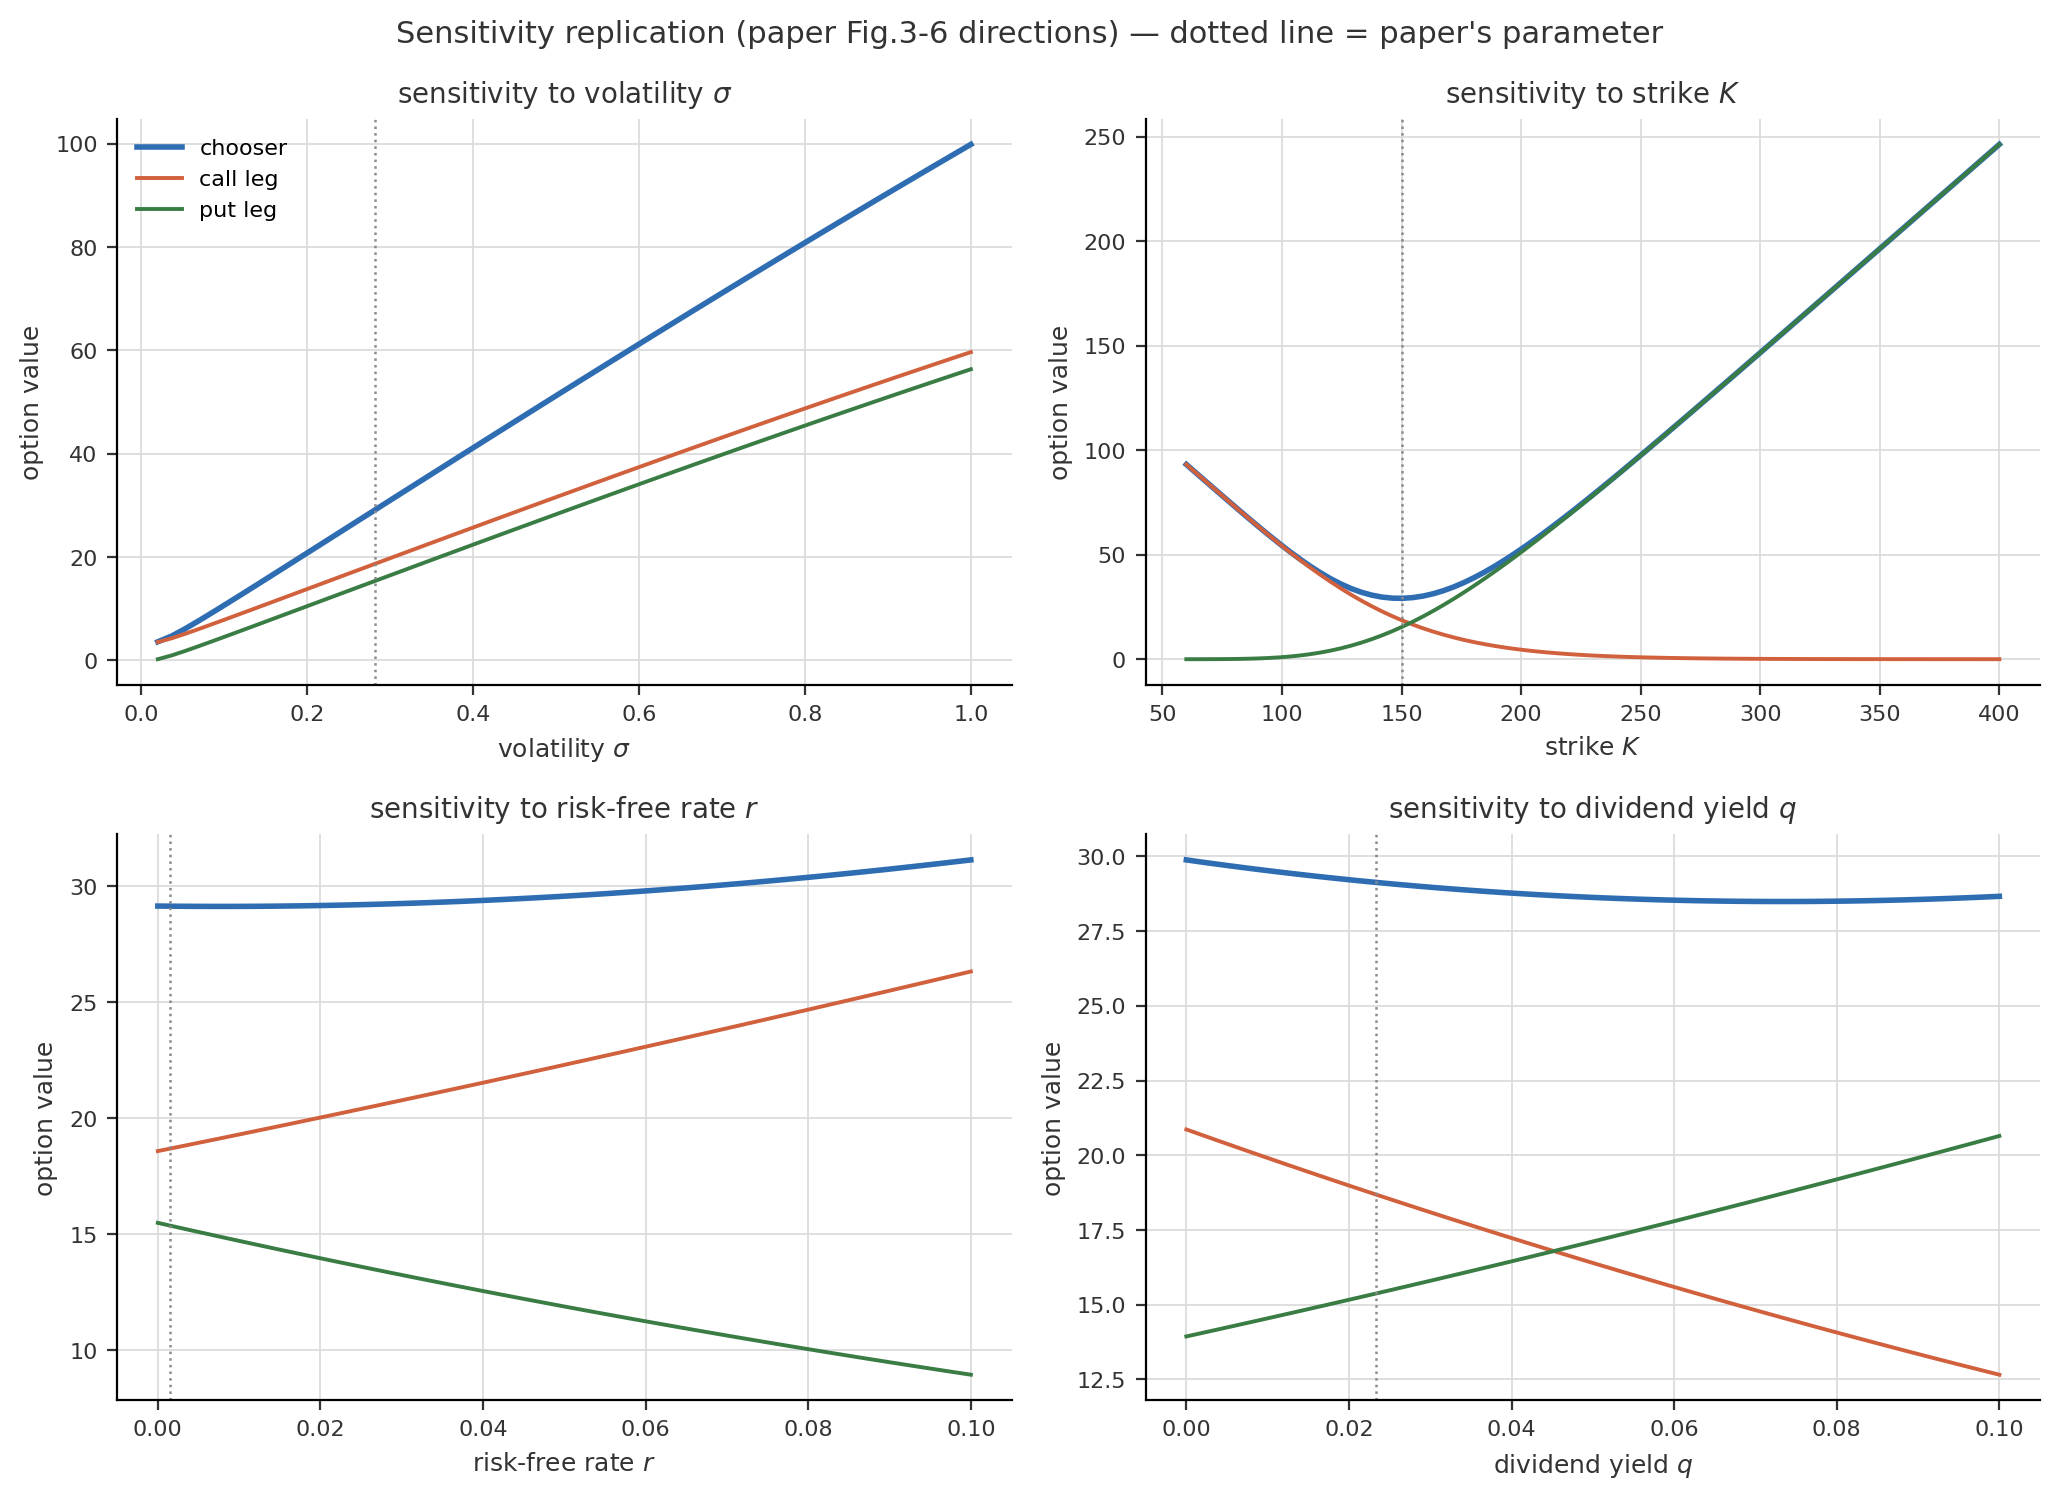 Sensitivity replication (paper Fig.3-6 directions) — dotted line = paper's parameter
sensitivity to volatility σ
100
80
60
40
20
0
option value
chooser
call leg
put leg
0.0 0.2 0.4 0.6 0.8 1.0
volatility σ
sensitivity to strike K
250
200
150
100
50
0
option value
50 100 150 200 250 300 350 400
strike K
sensitivity to risk-free rate r
30
25
20
15
10
option value
0.00 0.02 0.04 0.06 0.08 0.10
risk-free rate r
sensitivity to dividend yield q
30.0
27.5
25.0
22.5
20.0
17.5
15.0
12.5
option value
0.00 0.02 0.04 0.06 0.08 0.10
dividend yield q